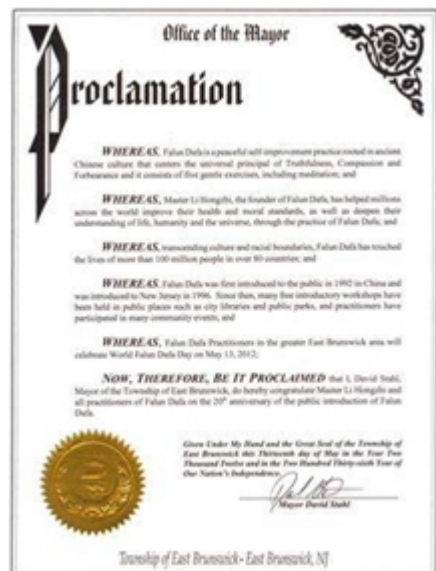 Office of the Mayor
Proclamation
WHEREAS, Falun Dafa is a peaceful self-improvement practice rooted in ancient
Chinese culture that centers the universal principal of Truthfulness, Compassion and
Forbearance and it consists of five gentle exercises, including meditation; and
WHEREAS, Master Li Hongzhi, the founder of Falun Dafa, has helped millions
across the world improve their health and moral standards, as well as deepen their
understanding of life, humanity and the universe, through the practice of Falun Dafa; and
WHEREAS, transcending culture and racial boundaries, Falun Dafa has touched
the lives of more than 100 million people in over 80 countries; and
WHEREAS, Falun Dafa was first introduced to the public in 1992 in China and
was introduced to New Jersey in 1996. Since then, many free introductory workshops have
been held in public places such as city libraries and public parks, and practitioners have
participated in many community events; and
WHEREAS, Falun Dafa Practitioners in the greater East Brunswick area will
celebrate World Falun Dafa Day on May 13, 2012;
NOW, THEREFORE, BE IT PROCLAIMED that I, David Stahl,
Mayor of the Township of East Brunswick, do hereby congratulate Master Li Hongzhi and
all practitioners of Falun Dafa on the 20th anniversary of the public introduction of Falun
Dafa.
Given Under My Hand and the Great Seal of the Township of
East Brunswick this Thirteenth day of May in the Year Two
Thousand Twelve and in the Two Hundred Thirty-sixth Year of
Our Nation's Independence.
Mayor David Stahl
Township of East Brunswick - East Brunswick, NJ